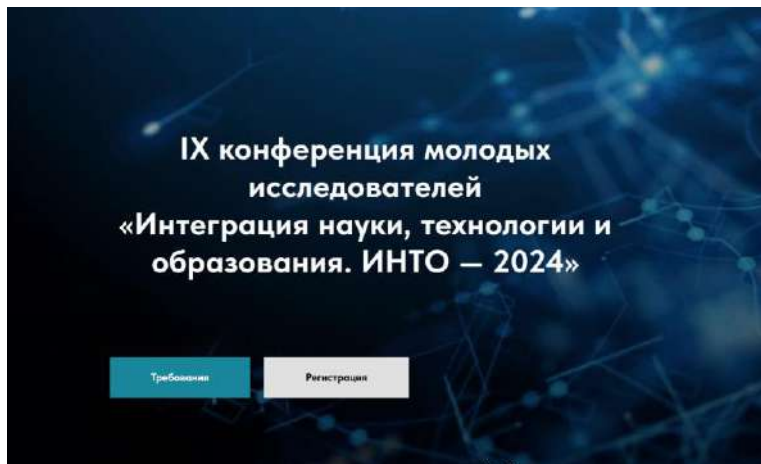 IX конференция молодых
исследователей
«Интеграция науки, технологии и
образования. ИНТО — 2024»
Требования
Регистрация